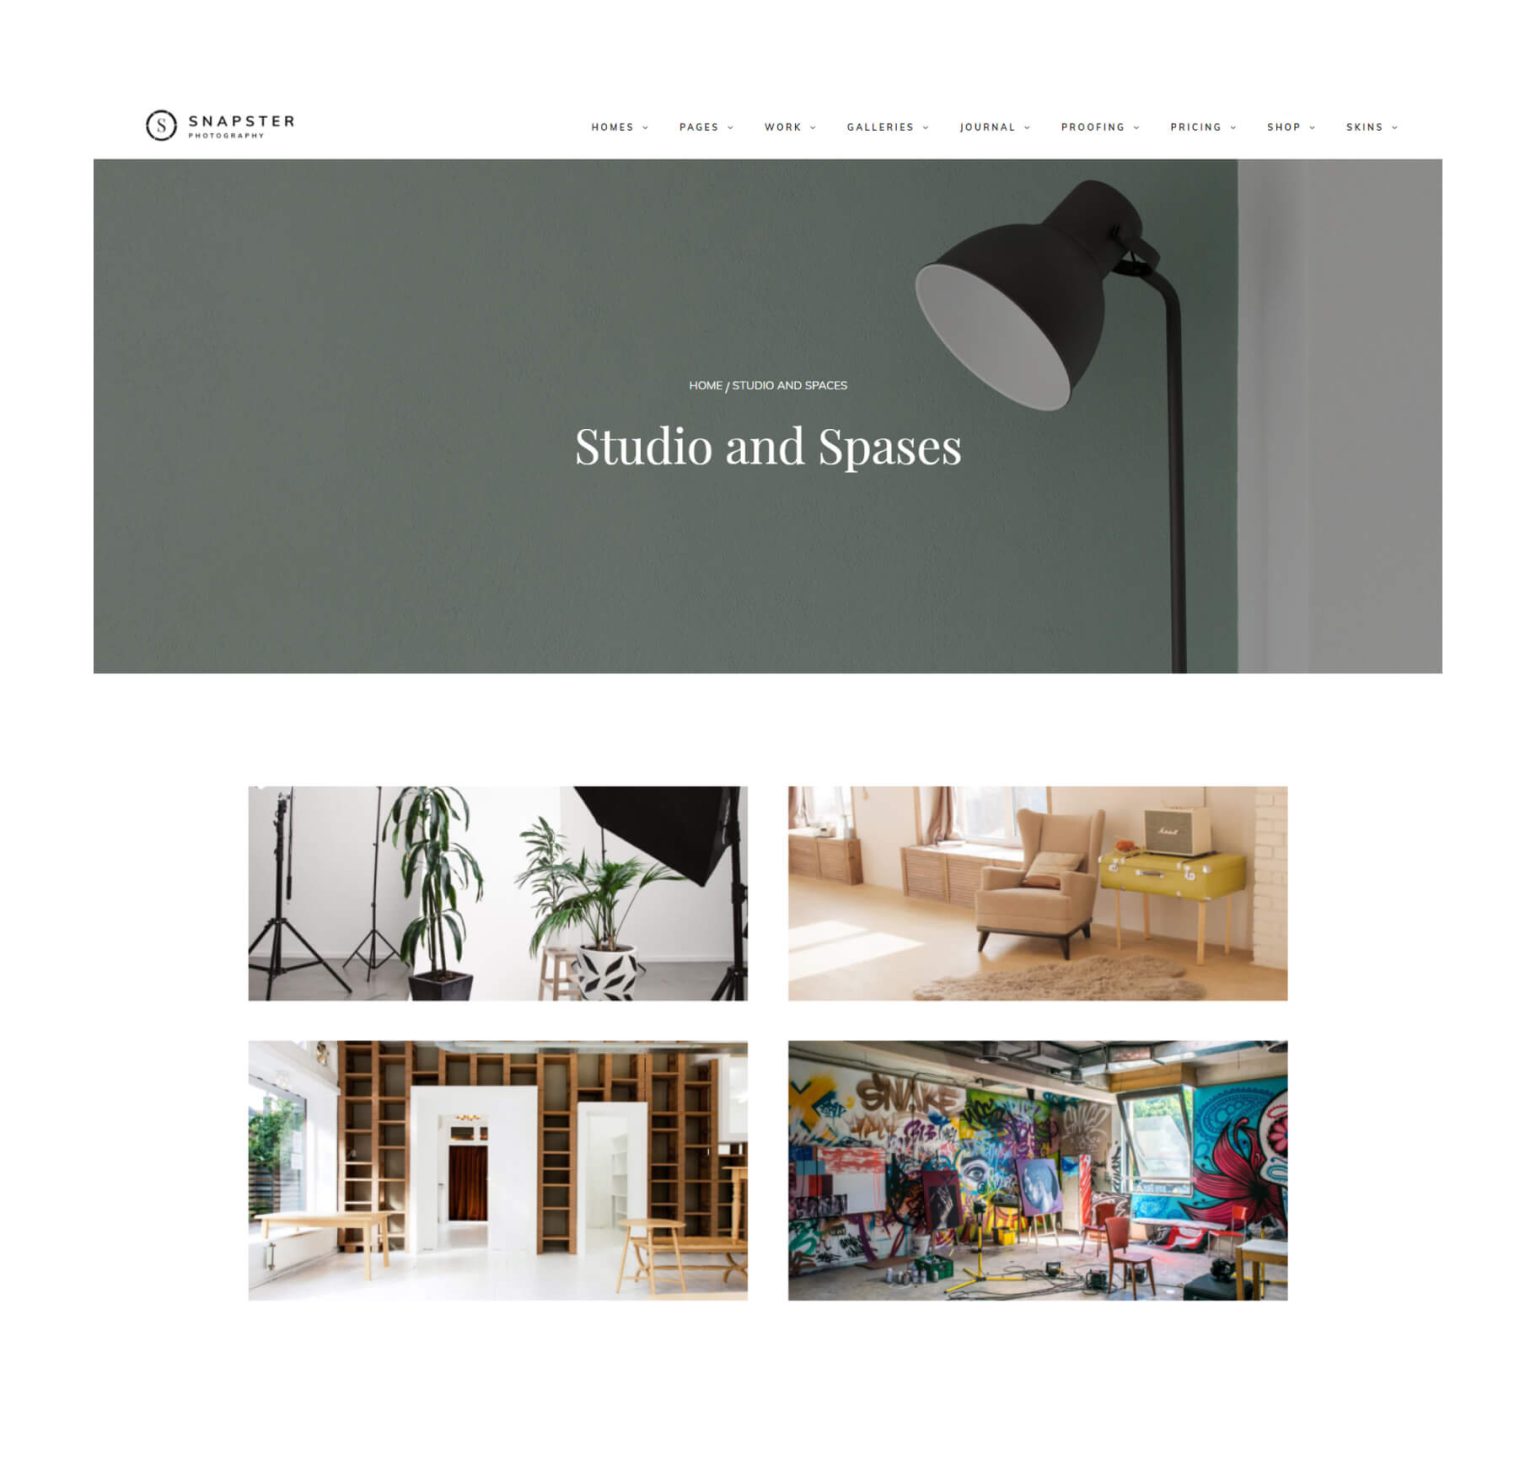 S SNAPSTER
PHOTOGRAPHY
HOMES PAGES WORK GALLERIES JOURNAL PROOFING PRICING SHOP SKINS
HOME / STUDIO AND SPACES
Studio and Spases
Marshall
SNAKE